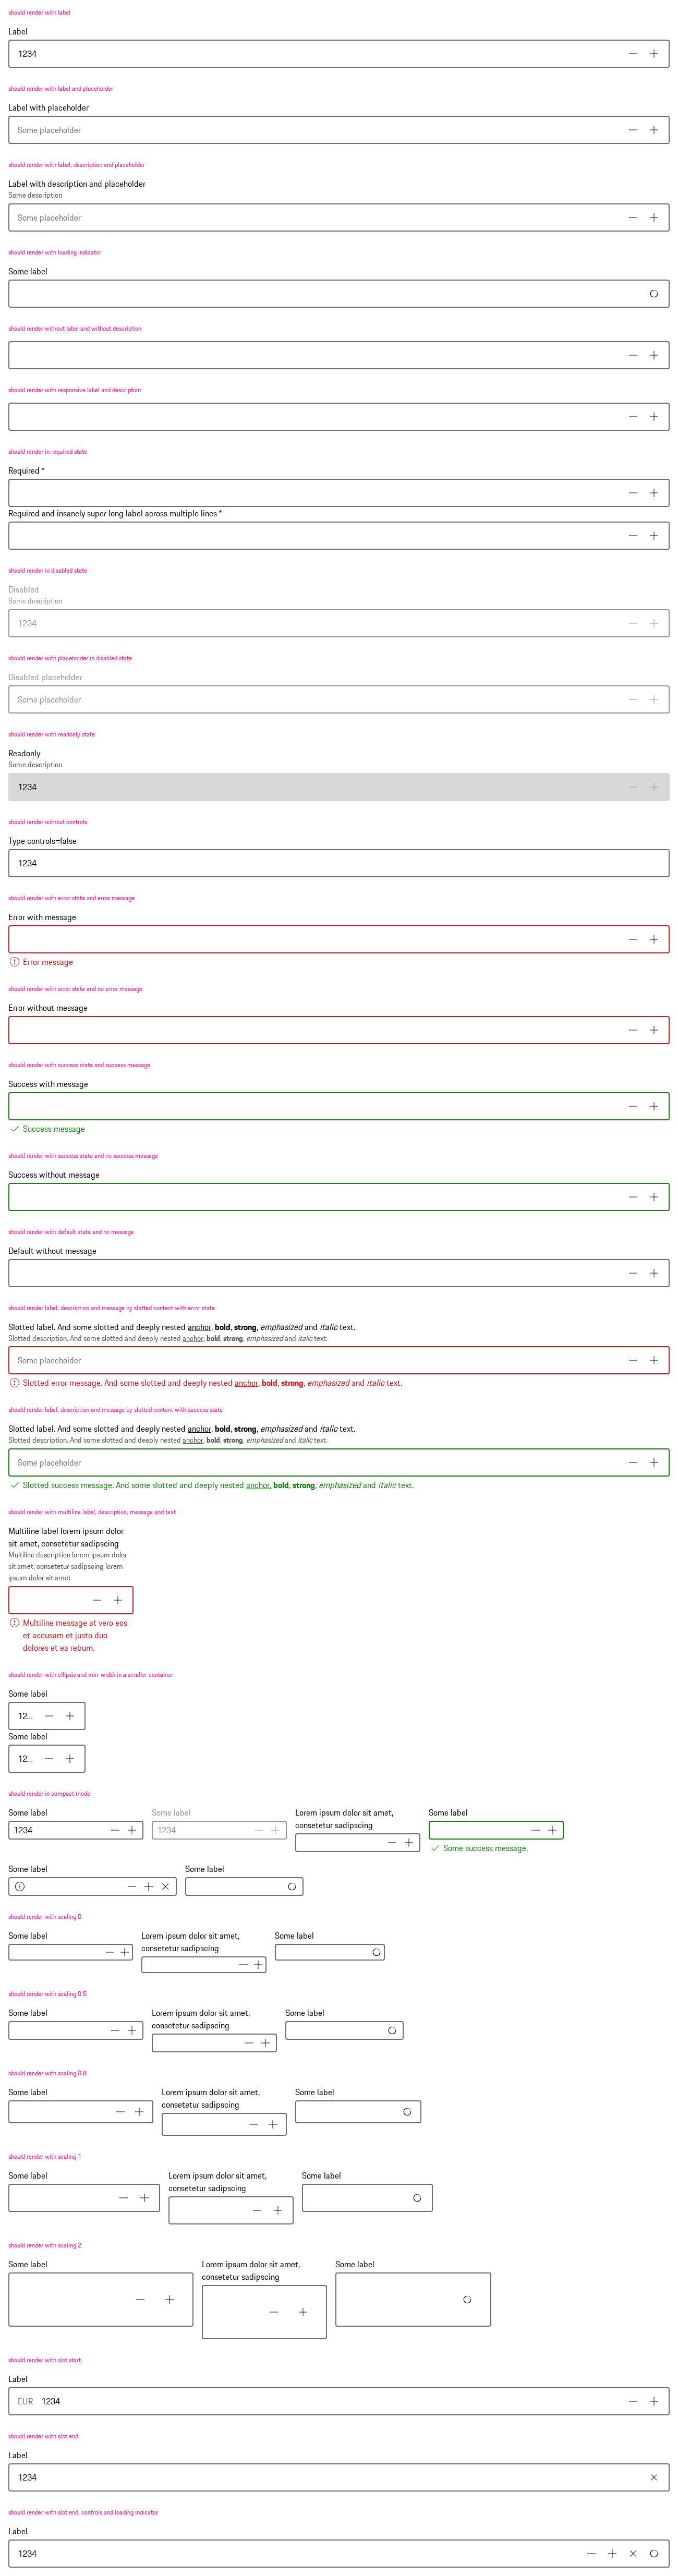 should render with label
Label
1234
should render with label and placeholder
Label with placeholder
Some placeholder
should render with label, description and placeholder
Label with description and placeholder
Some description
Some placeholder
should render with loading indicator
Some label
should render without label and without description
should render with responsive label and description
should render in required state
Required *
Required and insanely super long label across multiple lines *
should render in disabled state
Disabled
Some description
1234
should render with placeholder in disabled state
Disabled placeholder
Some placeholder
should render with readonly state
Readonly
Some description
1234
should render without controls
Type controls=false
1234
should render with error state and error message
Error with message
Error message
should render with error state and no error message
Error without message
should render with success state and success message
Success with message
Success message
should render with success state and no success message
Success without message
should render with default state and no message
Default without message
should render label, description and message by slotted content with error state
Slotted label. And some slotted and deeply nested anchor, bold, strong, emphasized and italic text.
Slotted description. And some slotted and deeply nested anchor, bold, strong, emphasized and italic text.
Some placeholder
Slotted error message. And some slotted and deeply nested anchor, bold, strong, emphasized and italic text.
should render label, description and message by slotted content with success state
Slotted label. And some slotted and deeply nested anchor, bold, strong, emphasized and italic text.
Slotted description. And some slotted and deeply nested anchor, bold, strong, emphasized and italic text.
Some placeholder
Slotted success message. And some slotted and deeply nested anchor, bold, strong, emphasized and italic text.
should render with multiline label, description, message and text
Multiline label lorem ipsum dolor
sit amet, consetetur sadipscing
Multiline description lorem ipsum dolor
sit amet, consetetur sadipscing lorem
ipsum dolor sit amet
Multiline message at vero eos
et accusam et justo duo
dolores et ea rebum.
should render with ellipsis and min-width in a smaller container
Some label
12...
Some label
12...
should render in compact mode
Some label
1234
Some label
1234
Lorem ipsum dolor sit amet,
consetetur sadipscing
Some label
Some success message.
Some label
Some label
should render with scaling 0
Some label
Lorem ipsum dolor sit amet,
consetetur sadipscing
Some label
should render with scaling 0.5
Some label
Lorem ipsum dolor sit amet,
consetetur sadipscing
Some label
should render with scaling 0.8
Some label
Lorem ipsum dolor sit amet,
consetetur sadipscing
Some label
should render with scaling 1
Some label
Lorem ipsum dolor sit amet,
consetetur sadipscing
Some label
should render with scaling 2
Some label
Lorem ipsum dolor sit amet,
consetetur sadipscing
Some label
should render with slot start
Label
EUR 1234
should render with slot end
Label
1234
should render with slot end, controls and loading indicator
Label
1234